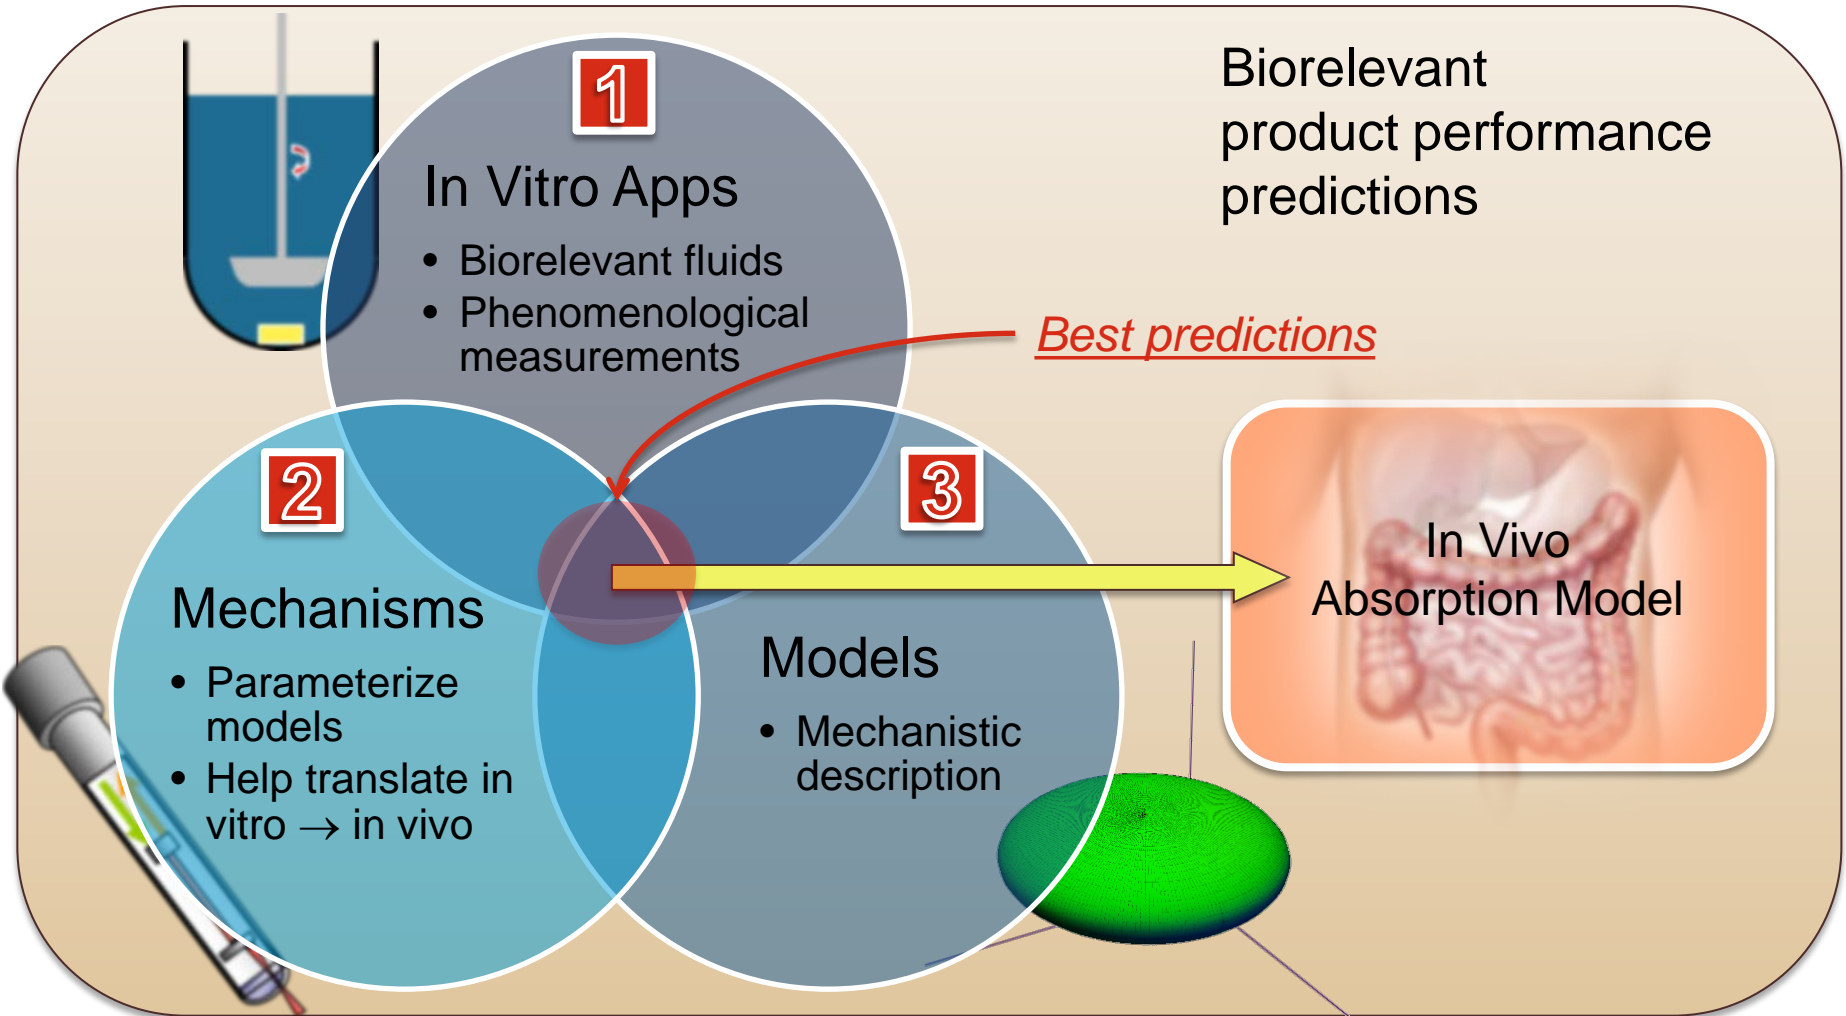 Biorelevant
product performance
predictions
1
In Vitro Apps
• Biorelevant fluids
• Phenomenological
measurements
Best predictions
2
Mechanisms
• Parameterize
models
• Help translate in
vitro → in vivo
3
Models
• Mechanistic
description
In Vivo
Absorption Model